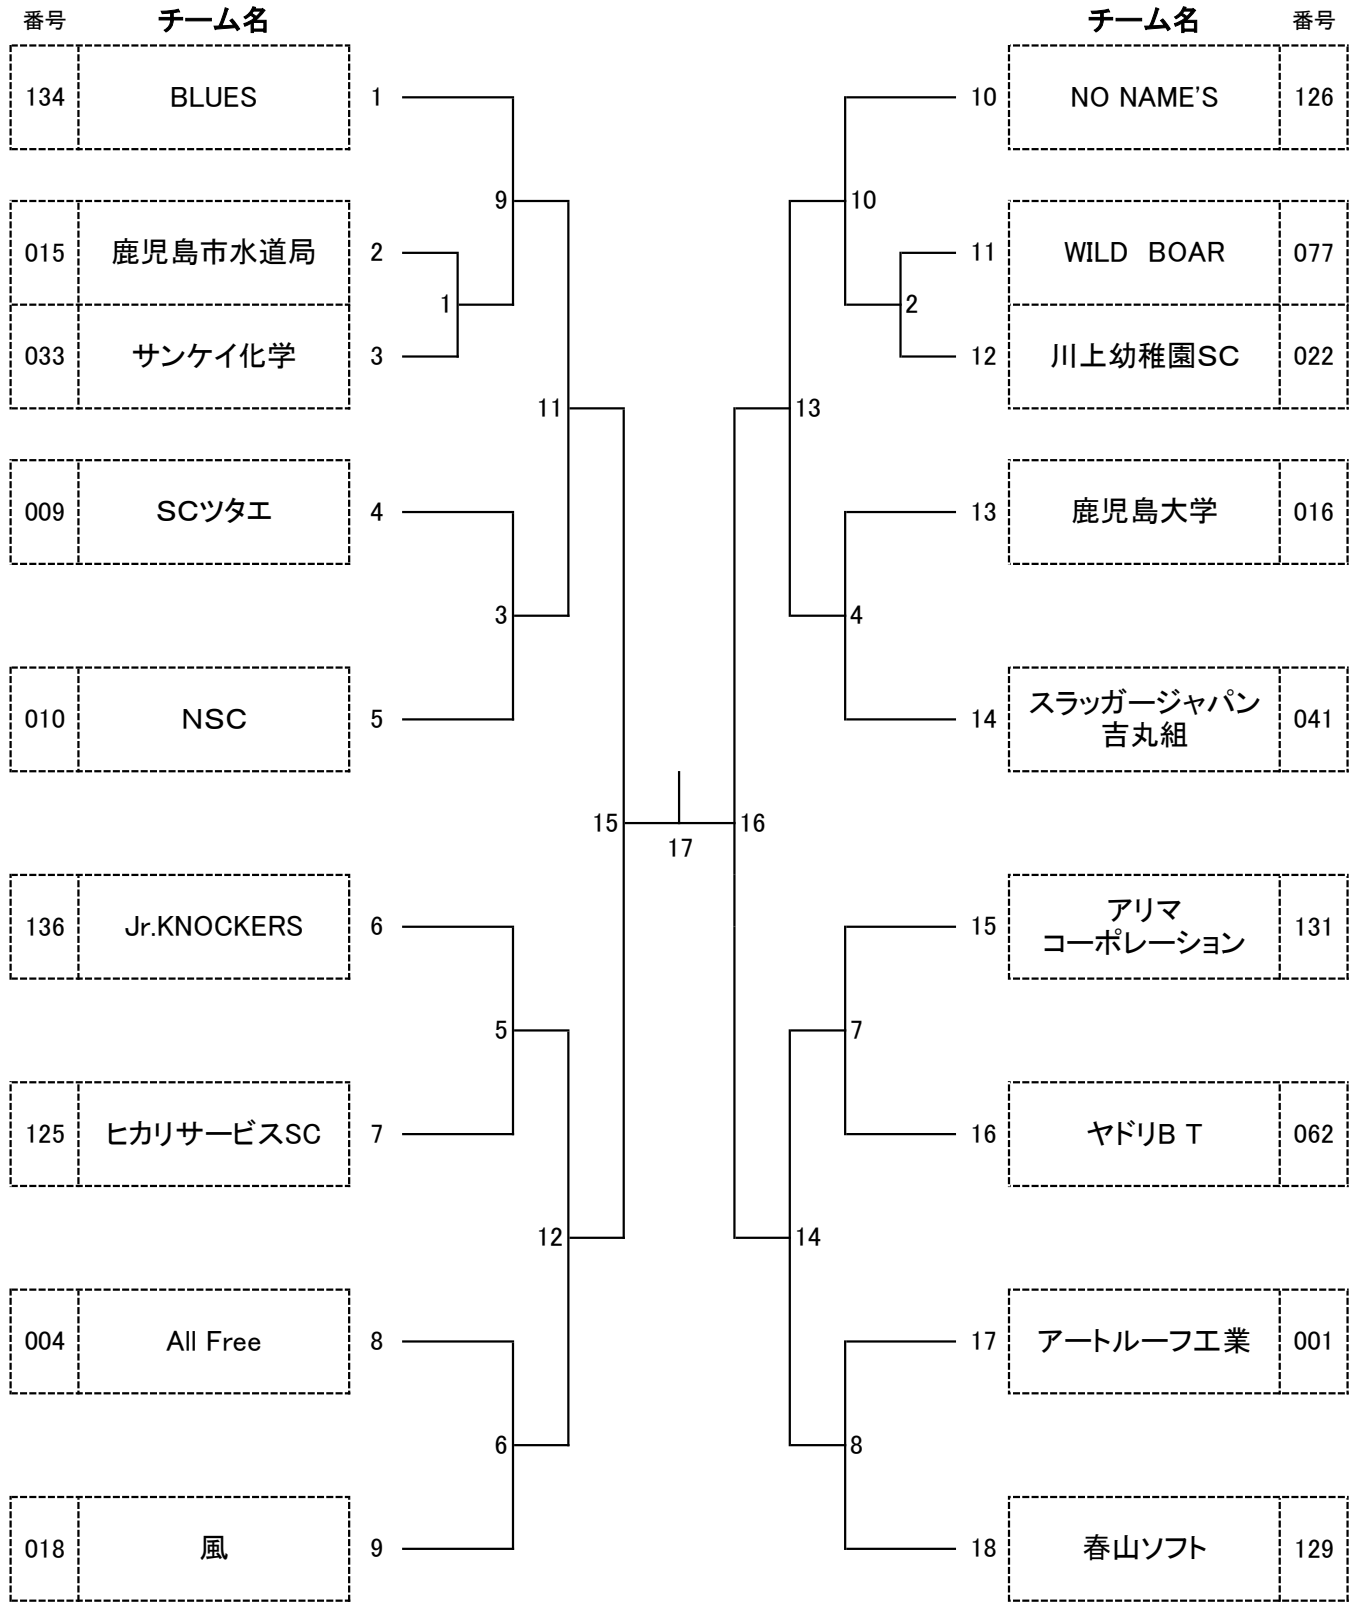 番号 チーム名 チーム名 番号
134 BLUES 1 10 NO NAME'S 126
9 10
015 鹿児島市水道局 2 11 WILD　BOAR 077
1 2
033 サンケイ化学 3 12 川上幼稚園SC 022
11 13
009 SCツタエ 4 13 鹿児島大学 016
3 4
010 NSC 5 14 スラッガージャパン 041
吉丸組
15 16
17
136 Jr.KNOCKERS 6 15 アリマ 131
コーポレーション
5 7
125 ヒカリサービスSC 7 16 ヤドリB T 062
12 14
004 All Free 8 17 アートルーフ工業 001
6 8
018 風 9 18 春山ソフト 129